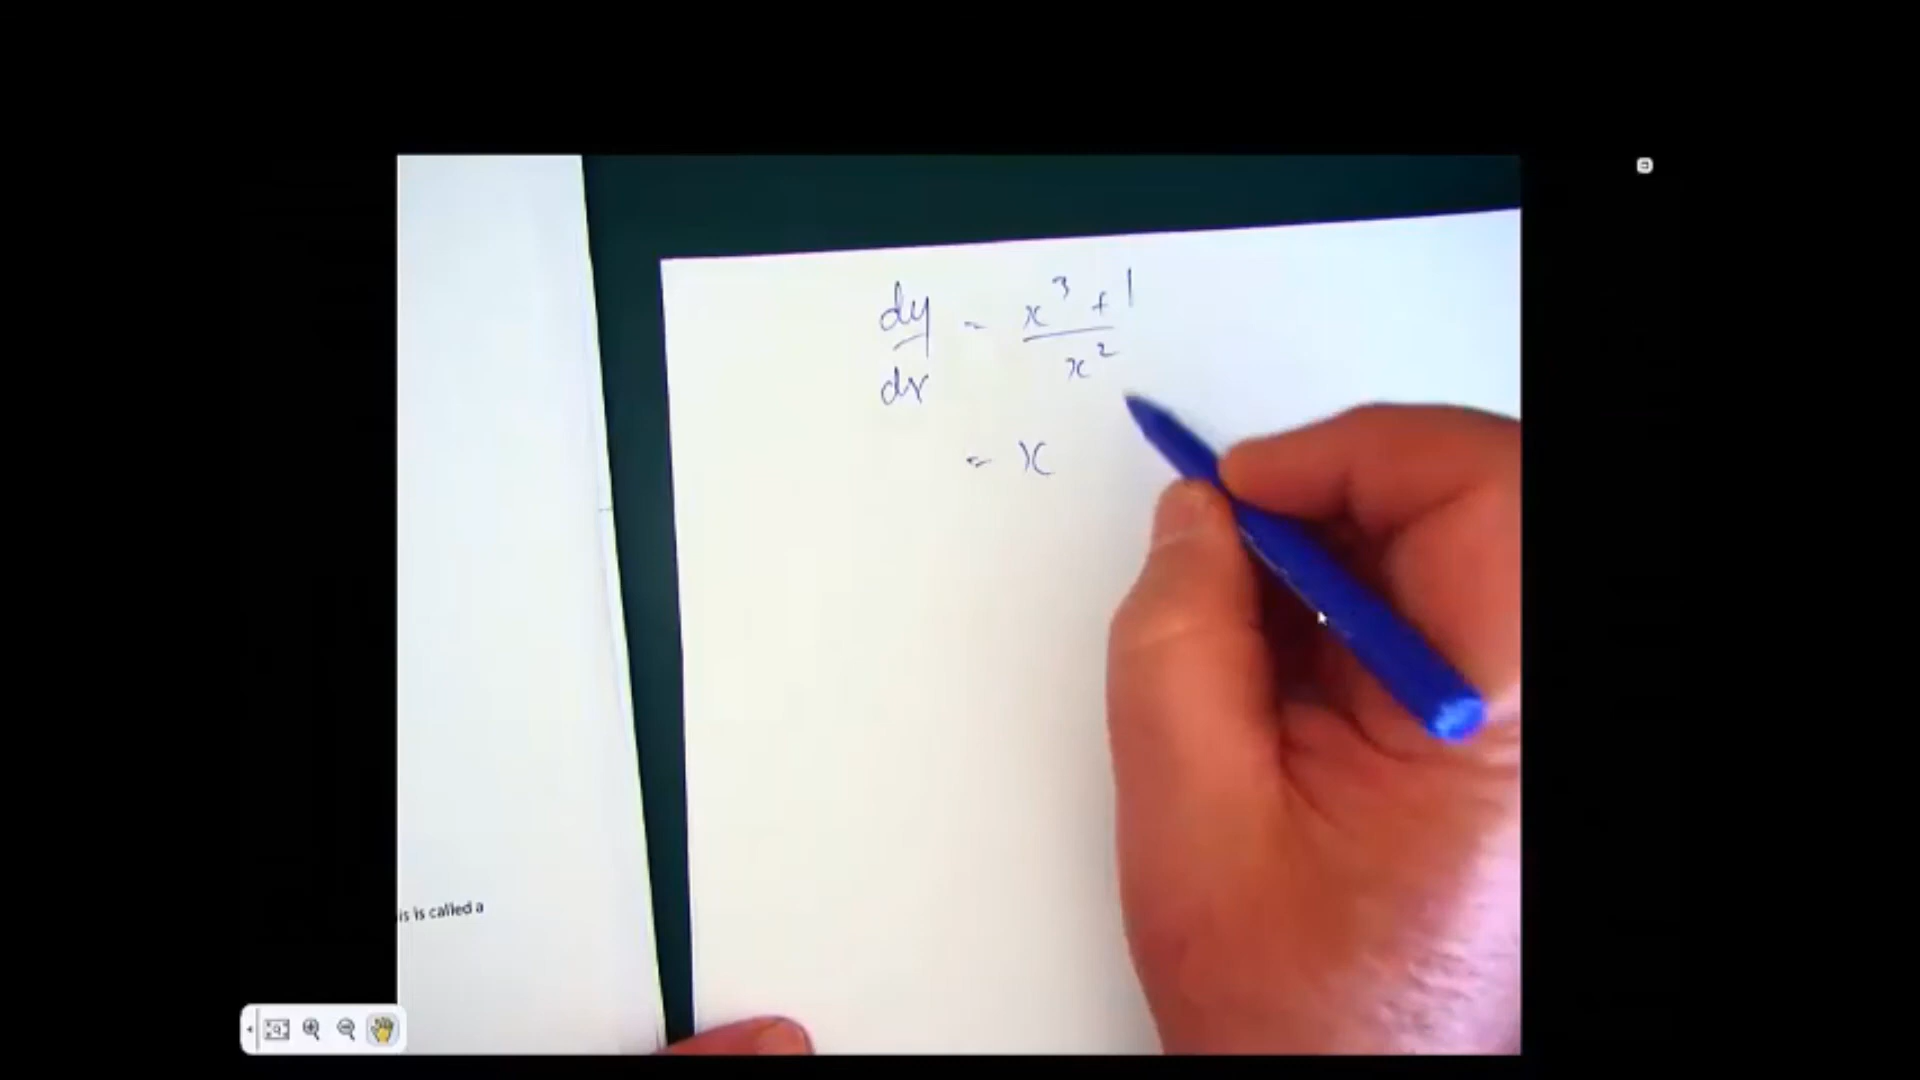 dy/dx = (x³ + 1)/x²
= x
is is called a